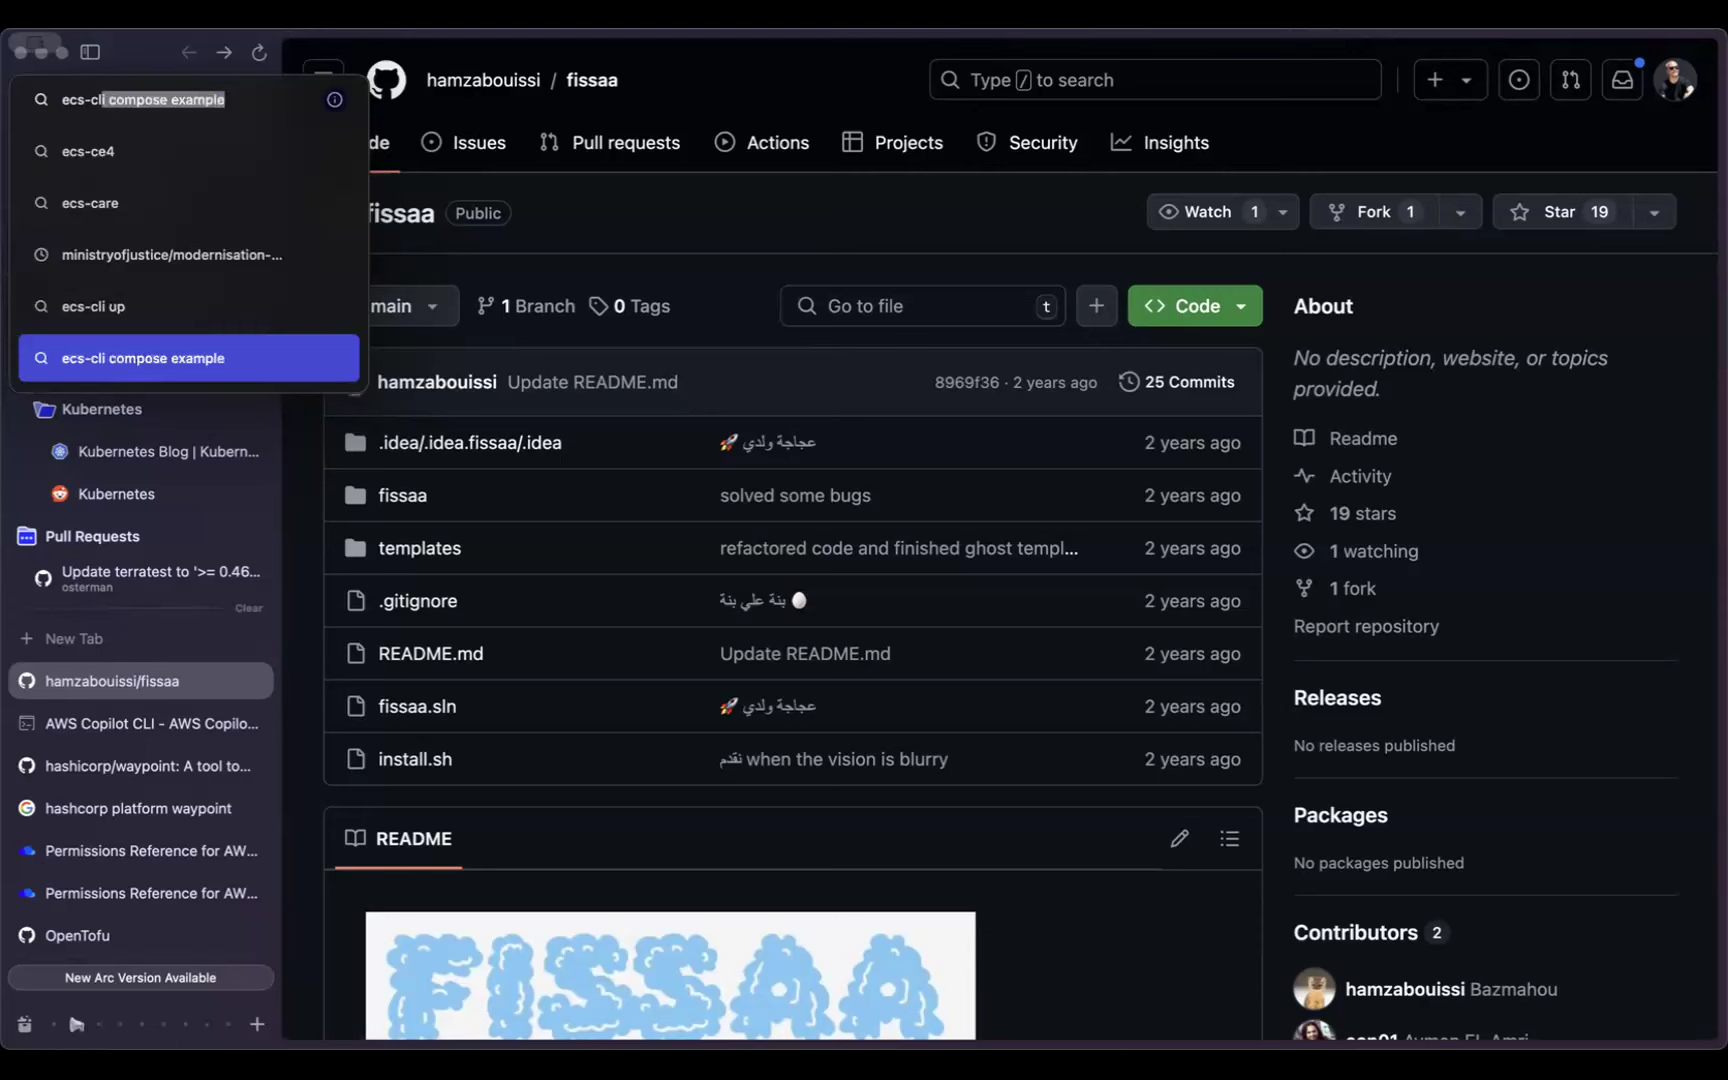 ecs-cli compose example
ecs-ce4
ecs-care
ministryofjustice/modernisation-...
ecs-cli up
ecs-cli compose example
Kubernetes
Kubernetes Blog | Kubern...
Kubernetes
Pull Requests
Update terratest to '>= 0.46...
osterman
Clear
New Tab
hamzabouissi/fissaa
AWS Copilot CLI - AWS Copilo...
hashicorp/waypoint: A tool to...
hashcorp platform waypoint
Permissions Reference for AW...
Permissions Reference for AW...
OpenTofu
New Arc Version Available
hamzabouissi / fissaa
Type / to search
de Issues Pull requests Actions Projects Security Insights
fissaa Public
Watch 1 Fork 1 Star 19
main 1 Branch 0 Tags Go to file t Code
hamzabouissi Update README.md 8969f36 · 2 years ago 25 Commits
.idea/.idea.fissaa/.idea 🚀 عجاجة ولدي 2 years ago
fissaa solved some bugs 2 years ago
templates refactored code and finished ghost templ... 2 years ago
.gitignore بنة علي بنة 🥚 2 years ago
README.md Update README.md 2 years ago
fissaa.sln 🚀 عجاجة ولدي 2 years ago
install.sh نقدم when the vision is blurry 2 years ago
README
FISSAA
About
No description, website, or topics
provided.
Readme
Activity
19 stars
1 watching
1 fork
Report repository
Releases
No releases published
Packages
No packages published
Contributors 2
hamzabouissi Bazmahou